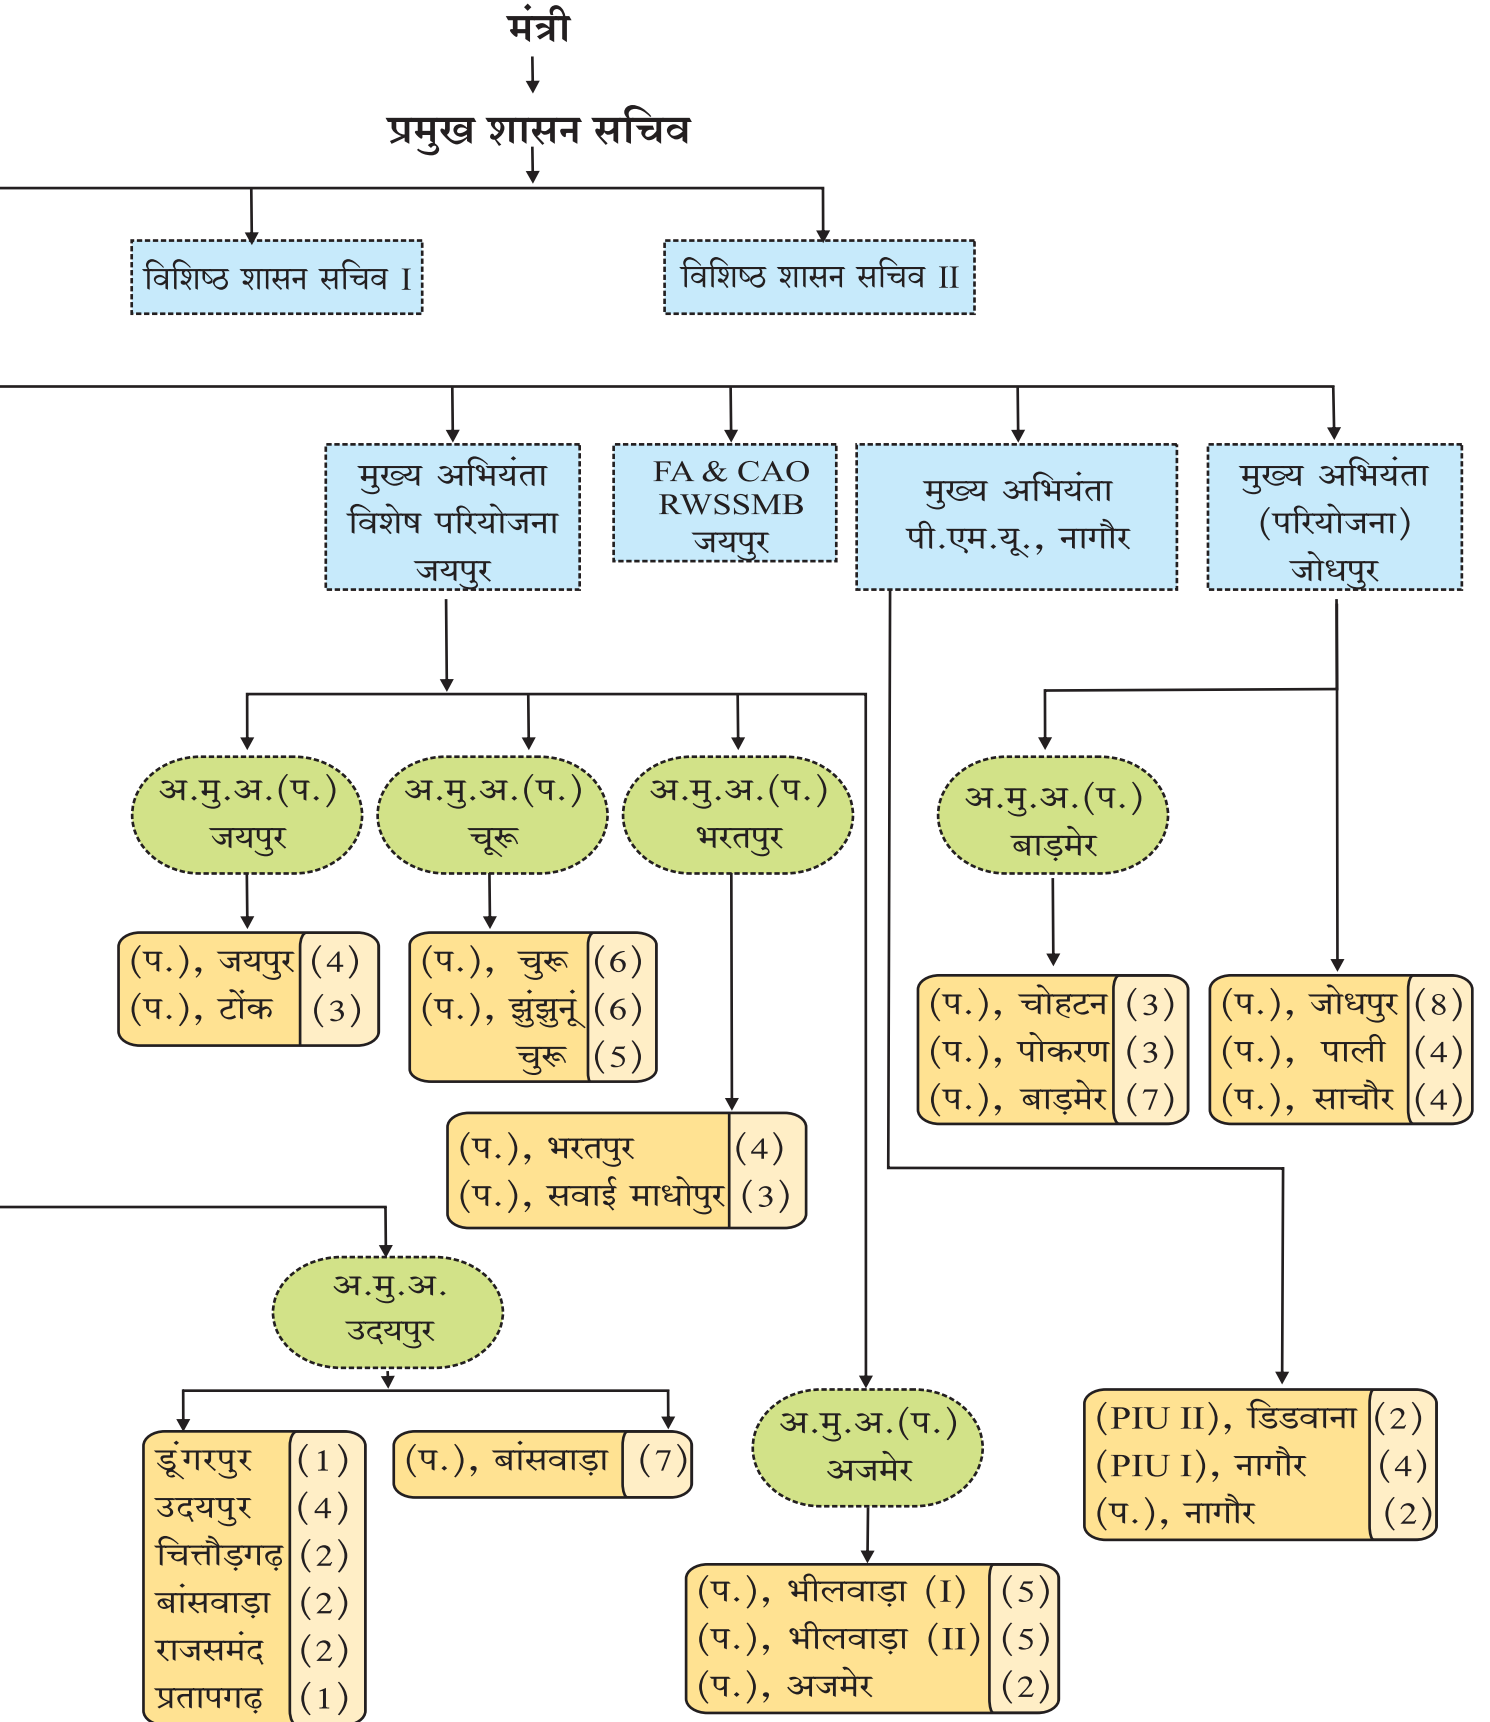 मंत्री
प्रमुख शासन सचिव
विशिष्ठ शासन सचिव I
विशिष्ठ शासन सचिव II
मुख्य अभियंता
विशेष परियोजना
जयपुर
FA & CAO
RWSSMB
जयपुर
मुख्य अभियंता
पी.एम.यू., नागौर
मुख्य अभियंता
(परियोजना)
जोधपुर
अ.मु.अ.(प.)
जयपुर
अ.मु.अ.(प.)
चूरू
अ.मु.अ.(प.)
भरतपुर
अ.मु.अ.(प.)
बाड़मेर
(प.), जयपुर (4)
(प.), टोंक (3)
(प.), चुरू (6)
(प.), झुंझुनूं (6)
चुरू (5)
(प.), चोहटन (3)
(प.), पोकरण (3)
(प.), बाड़मेर (7)
(प.), जोधपुर (8)
(प.), पाली (4)
(प.), साचौर (4)
(प.), भरतपुर (4)
(प.), सवाई माधोपुर (3)
अ.मु.अ.
उदयपुर
डूंगरपुर (1)
उदयपुर (4)
चित्तौड़गढ़ (2)
बांसवाड़ा (2)
राजसमंद (2)
प्रतापगढ़ (1)
(प.), बांसवाड़ा (7)
अ.मु.अ.(प.)
अजमेर
(प.), भीलवाड़ा (I) (5)
(प.), भीलवाड़ा (II) (5)
(प.), अजमेर (2)
(PIU II), डिडवाना (2)
(PIU I), नागौर (4)
(प.), नागौर (2)